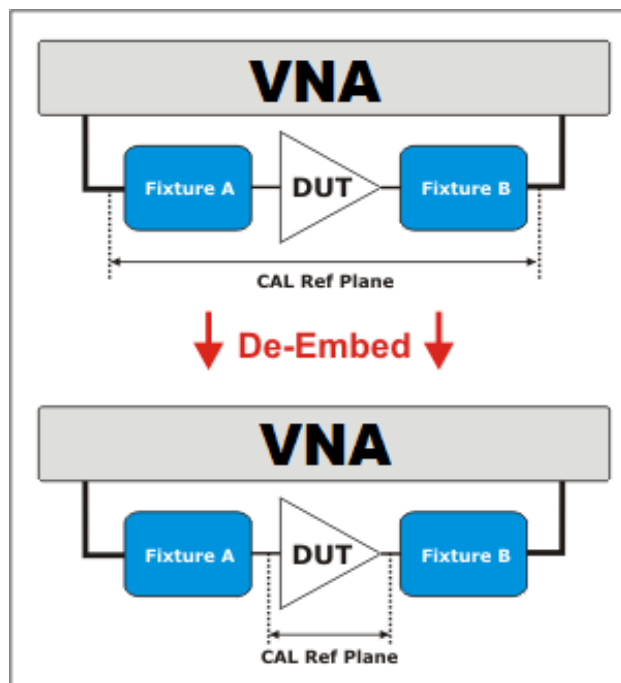 VNA
Fixture A
DUT
Fixture B
CAL Ref Plane
De-Embed
VNA
Fixture A
DUT
Fixture B
CAL Ref Plane